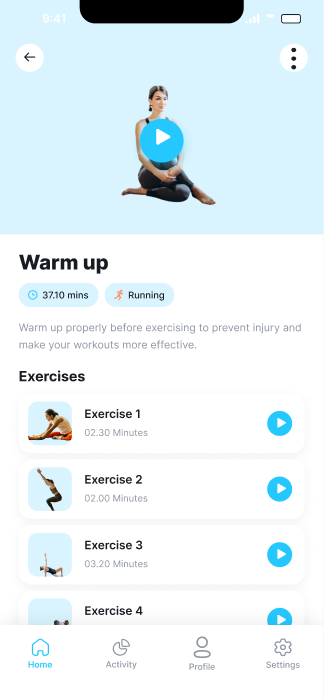 9:41
Warm up
37.10 mins
Running
Warm up properly before exercising to prevent injury and
make your workouts more effective.
Exercises
Exercise 1
02.30 Minutes
Exercise 2
02.00 Minutes
Exercise 3
03.20 Minutes
Exercise 4
Home Activity Profile Settings